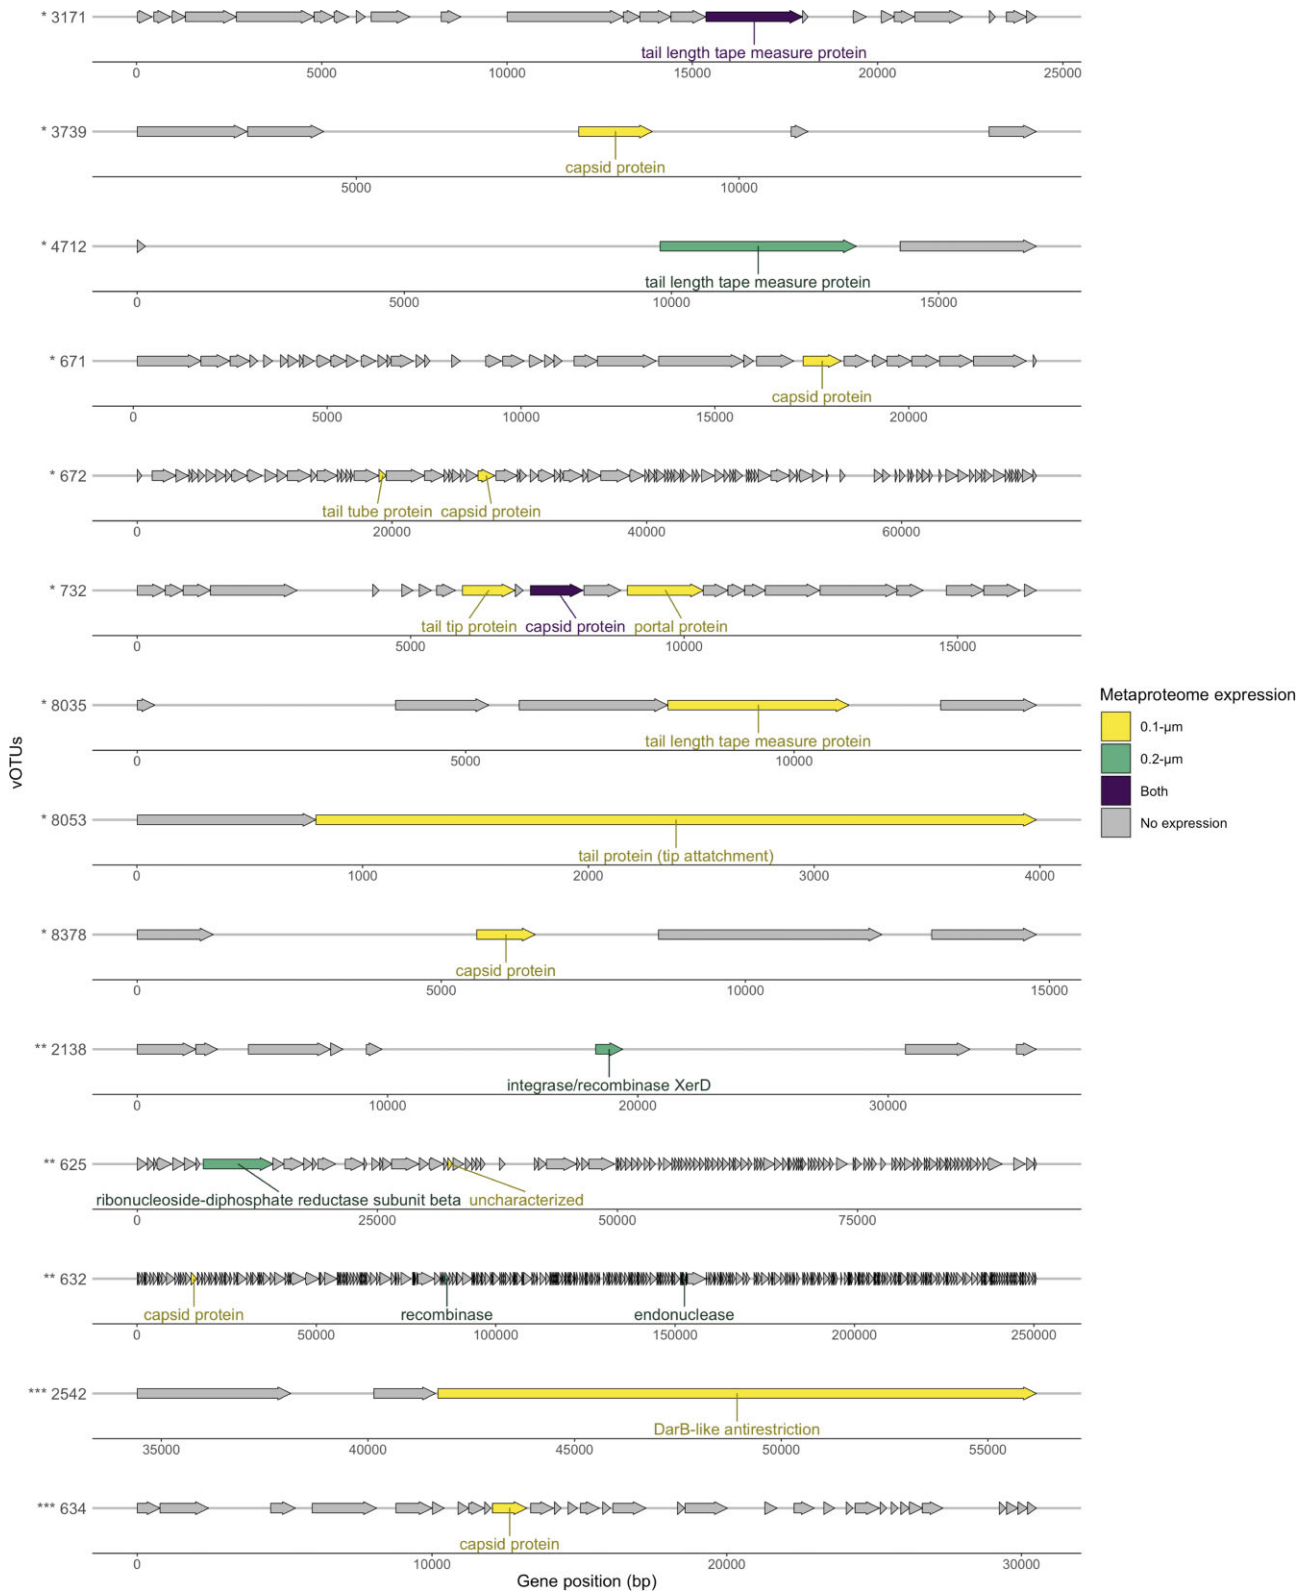 * 3171
tail length tape measure protein
0 5000 10000 15000 20000 25000
* 3739
capsid protein
5000 10000
* 4712
tail length tape measure protein
0 5000 10000 15000
* 671
capsid protein
0 5000 10000 15000 20000
* 672
tail tube protein capsid protein
0 20000 40000 60000
* 732
tail tip protein capsid protein portal protein
0 5000 10000 15000
* 8035
tail length tape measure protein
0 5000 10000
* 8053
tail protein (tip attatchment)
0 1000 2000 3000 4000
* 8378
capsid protein
0 5000 10000 15000
** 2138
integrase/recombinase XerD
0 10000 20000 30000
** 625
ribonucleoside-diphosphate reductase subunit beta uncharacterized
0 25000 50000 75000
** 632
capsid protein recombinase endonuclease
0 50000 100000 150000 200000 250000
*** 2542
DarB-like antirestriction
35000 40000 45000 50000 55000
*** 634
capsid protein
0 10000 20000 30000
Gene position (bp)
vOTUs
Metaproteome expression
0.1-µm
0.2-µm
Both
No expression